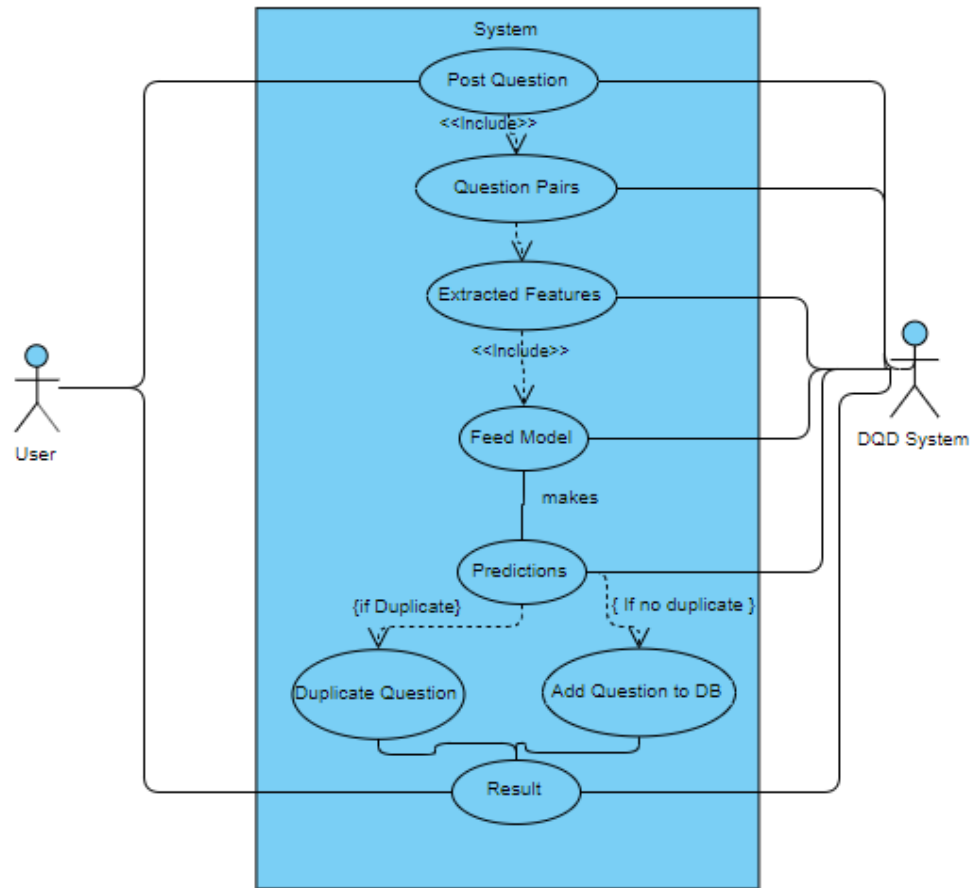 System
Post Question
<<Include>>
Question Pairs
Extracted Features
<<Include>>
User
DQD System
Feed Model
makes
Predictions
{if Duplicate}
{ If no duplicate }
Duplicate Question
Add Question to DB
Result